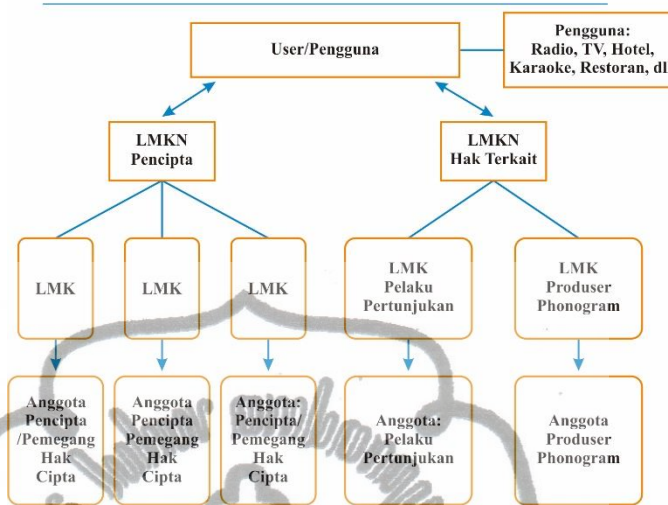 User/Pengguna
Pengguna:
Radio, TV, Hotel,
Karaoke, Restoran, dl
LMKN
Pencipta
LMKN
Hak Terkait
LMK
LMK
LMK
LMK
Pelaku
Pertunjukan
LMK
Produser
Phonogram
Anggota
Pencipta
/Pemegang
Hak
Cipta
Anggota
Pencipta
Pemegang
Hak
Cipta
Anggota:
Pencipta/
Pemegang
Hak
Cipta
Anggota:
Pelaku
Pertunjukan
Anggota
Produser
Phonogram